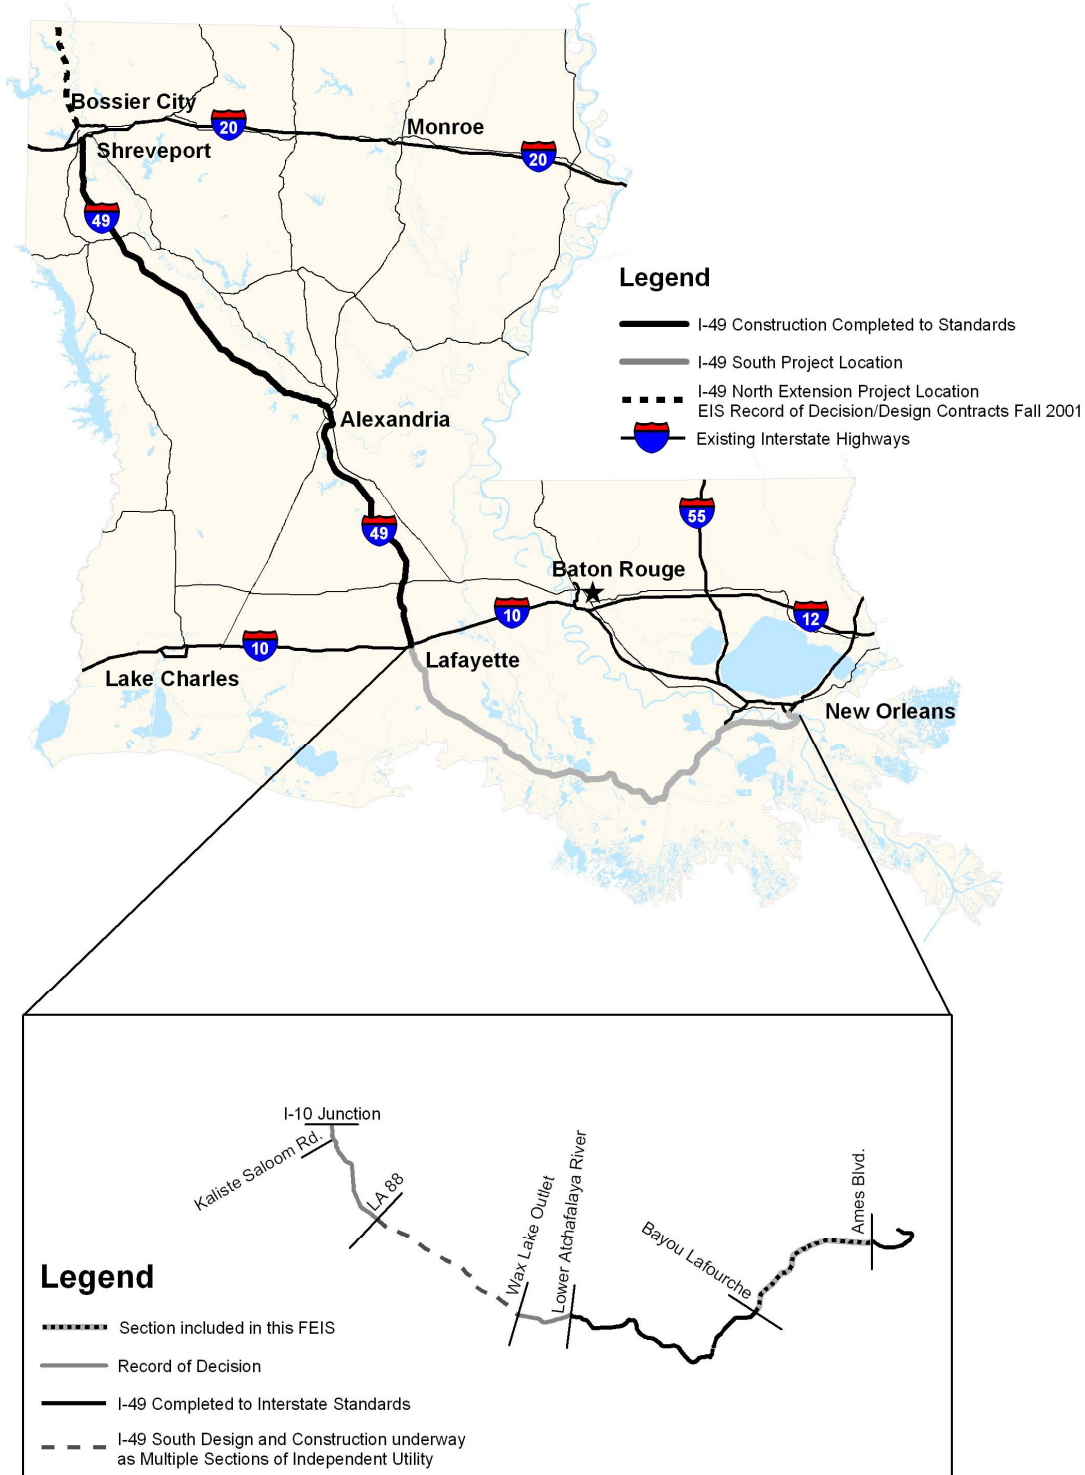 Bossier City
20
Monroe
Shreveport
20
49
Legend
I-49 Construction Completed to Standards
I-49 South Project Location
I-49 North Extension Project Location
EIS Record of Decision/Design Contracts Fall 2001
Existing Interstate Highways
Alexandria
49
55
Baton Rouge
10
12
10
Lafayette
Lake Charles
New Orleans
I-10 Junction
Kaliste Saloom Rd.
LA 88
Wax Lake Outlet
Lower Atchafalaya River
Bayou Lafourche
Ames Blvd.
Legend
Section included in this FEIS
Record of Decision
I-49 Completed to Interstate Standards
I-49 South Design and Construction underway
as Multiple Sections of Independent Utility